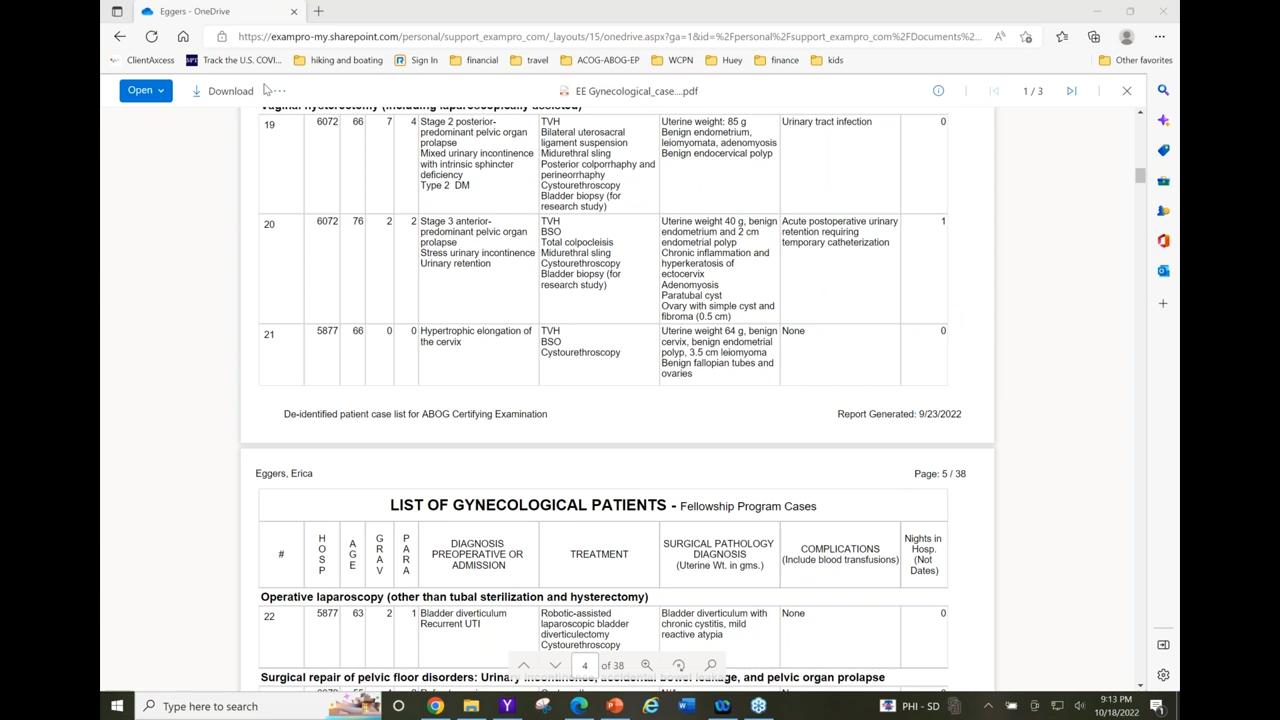 Eggers - OneDrive
https://exampro-my.sharepoint.com/personal/support_exampro_com/_layouts/15/onedrive.aspx?ga=1&id=%2Fpersonal%2Fsupport_exampro_com%2FDocuments%2...
ClientAxcess
Track the U.S. COVI...
hiking and boating
Sign In
financial
travel
ACOG-ABOG-EP
WCPN
Huey
finance
kids
Other favorites
Open
Download
EE Gynecological_case....pdf
1 / 3
Vaginal hysterectomy (including laparoscopically assisted)
19
6072
66
7
4
Stage 2 posterior-
predominant pelvic organ
prolapse
Mixed urinary incontinence
with intrinsic sphincter
deficiency
Type 2 DM
TVH
Bilateral uterosacral
ligament suspension
Midurethral sling
Posterior colporrhaphy and
perineorrhaphy
Cystourethroscopy
Bladder biopsy (for
research study)
Uterine weight: 85 g
Benign endometrium,
leiomyomata, adenomyosis
Benign endocervical polyp
Urinary tract infection
0
20
6072
76
2
2
Stage 3 anterior-
predominant pelvic organ
prolapse
Stress urinary incontinence
Urinary retention
TVH
BSO
Total colpocleisis
Midurethral sling
Cystourethroscopy
Bladder biopsy (for
research study)
Uterine weight 40 g, benign
endometrium and 2 cm
endometrial polyp
Chronic inflammation and
hyperkeratosis of
ectocervix
Adenomyosis
Paratubal cyst
Ovary with simple cyst and
fibroma (0.5 cm)
Acute postoperative urinary
retention requiring
temporary catheterization
1
21
5877
66
0
0
Hypertrophic elongation of
the cervix
TVH
BSO
Cystourethroscopy
Uterine weight 64 g, benign
cervix, benign endometrial
polyp, 3.5 cm leiomyoma
Benign fallopian tubes and
ovaries
None
0
De-identified patient case list for ABOG Certifying Examination
Report Generated: 9/23/2022
Eggers, Erica
Page: 5 / 38
LIST OF GYNECOLOGICAL PATIENTS - Fellowship Program Cases
#
HOSP
AGE
GRAV
PARA
DIAGNOSIS
PREOPERATIVE OR
ADMISSION
TREATMENT
SURGICAL PATHOLOGY
DIAGNOSIS
(Uterine Wt. in gms.)
COMPLICATIONS
(Include blood transfusions)
Nights in
Hosp.
(Not
Dates)
Operative laparoscopy (other than tubal sterilization and hysterectomy)
22
5877
63
2
1
Bladder diverticulum
Recurrent UTI
Robotic-assisted
laparoscopic bladder
diverticulectomy
Cystourethroscopy
Bladder diverticulum with
chronic cystitis, mild
reactive atypia
None
0
4 of 38
Surgical repair of pelvic floor disorders: Urinary incontinence, accidental bowel leakage, and pelvic organ prolapse
Type here to search
PHI - SD
9:13 PM
10/18/2022